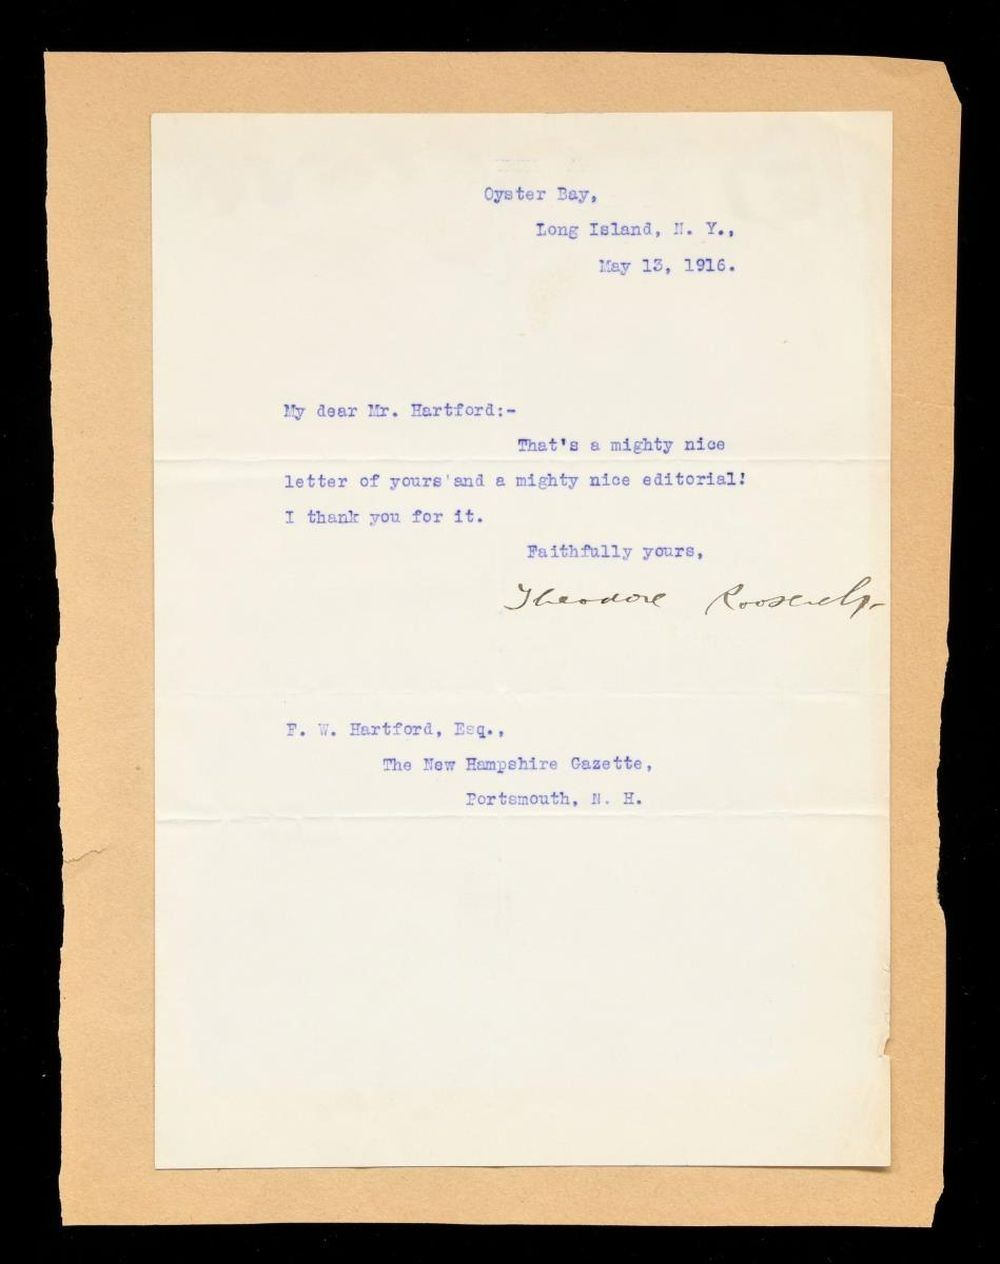 Oyster Bay,
Long Island, N. Y.,
May 13, 1916.
My dear Mr. Hartford:-
That's a mighty nice
letter of yours'and a mighty nice editorial!
I thank you for it.
Faithfully yours,
Theodore Roosevelt
F. W. Hartford, Esq.,
The New Hampshire Gazette,
Portsmouth, N. H.